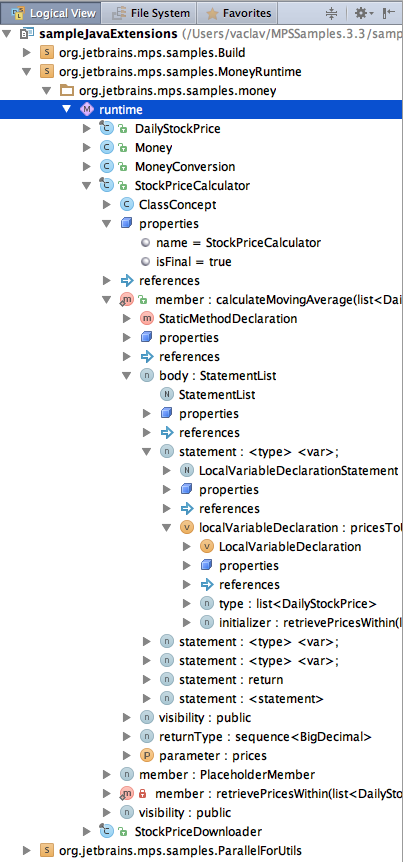 Logical View File System Favorites
sampleJavaExtensions (/Users/vaclav/MPSSamples.3.3/samp
org.jetbrains.mps.samples.Build
org.jetbrains.mps.samples.MoneyRuntime
org.jetbrains.mps.samples.money
runtime
DailyStockPrice
Money
MoneyConversion
StockPriceCalculator
ClassConcept
properties
name = StockPriceCalculator
isFinal = true
references
member : calculateMovingAverage(list<Dai
StaticMethodDeclaration
properties
references
body : StatementList
StatementList
properties
references
statement : <type> <var>;
LocalVariableDeclarationStatement
properties
references
localVariableDeclaration : pricesToU
LocalVariableDeclaration
properties
references
type : list<DailyStockPrice>
initializer : retrievePricesWithin(l
statement : <type> <var>;
statement : <type> <var>;
statement : return
statement : <statement>
visibility : public
returnType : sequence<BigDecimal>
parameter : prices
member : PlaceholderMember
member : retrievePricesWithin(list<DailySto
visibility : public
StockPriceDownloader
org.jetbrains.mps.samples.ParallelForUtils